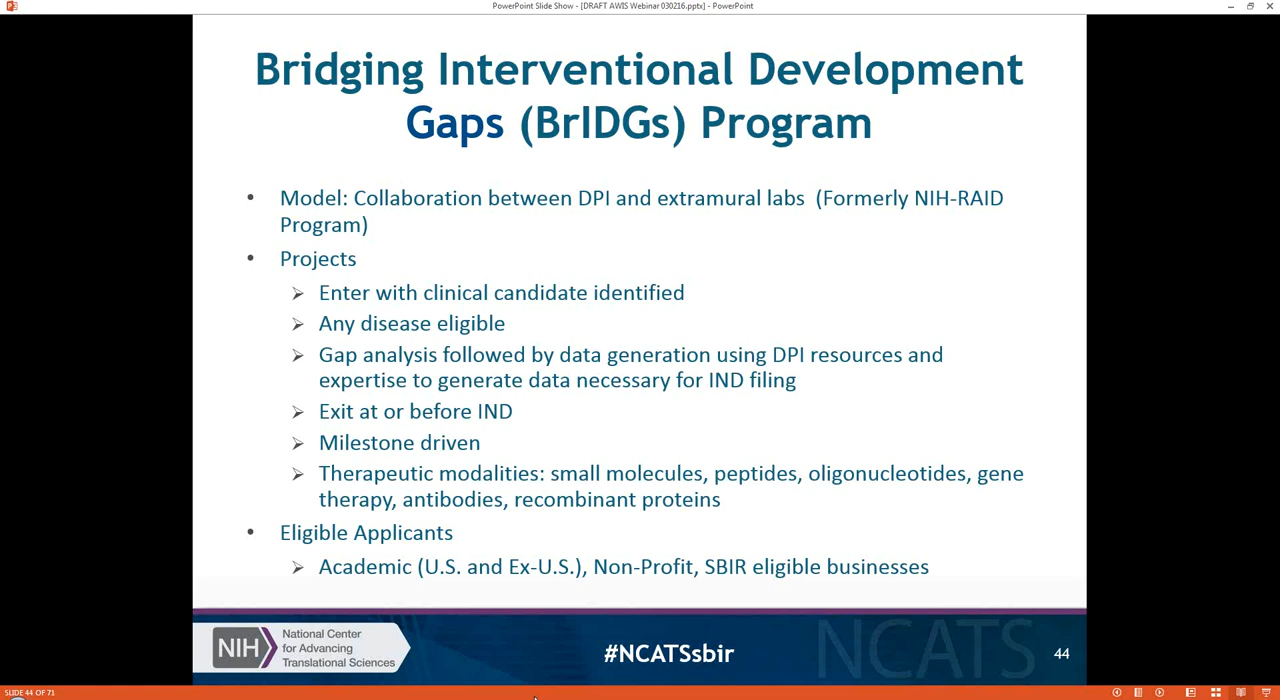 PowerPoint Slide Show - [DRAFT AWIS Webinar 030216.pptx] - PowerPoint
Bridging Interventional Development
Gaps (BrIDGs) Program
• Model: Collaboration between DPI and extramural labs (Formerly NIH-RAID
Program)
• Projects
➢ Enter with clinical candidate identified
➢ Any disease eligible
➢ Gap analysis followed by data generation using DPI resources and
expertise to generate data necessary for IND filing
➢ Exit at or before IND
➢ Milestone driven
➢ Therapeutic modalities: small molecules, peptides, oligonucleotides, gene
therapy, antibodies, recombinant proteins
• Eligible Applicants
➢ Academic (U.S. and Ex-U.S.), Non-Profit, SBIR eligible businesses
NIH
National Center
for Advancing
Translational Sciences
#NCATSsbir
NCATS
44
SLIDE 44 OF 71